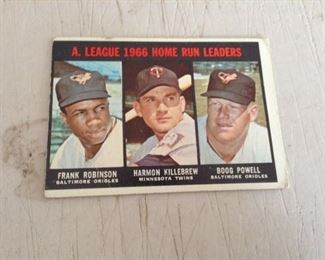 A. LEAGUE 1966 HOME RUN LEADERS
FRANK ROBINSON
BALTIMORE ORIOLES
HARMON KILLEBREW
MINNESOTA TWINS
BOOG POWELL
BALTIMORE ORIOLES